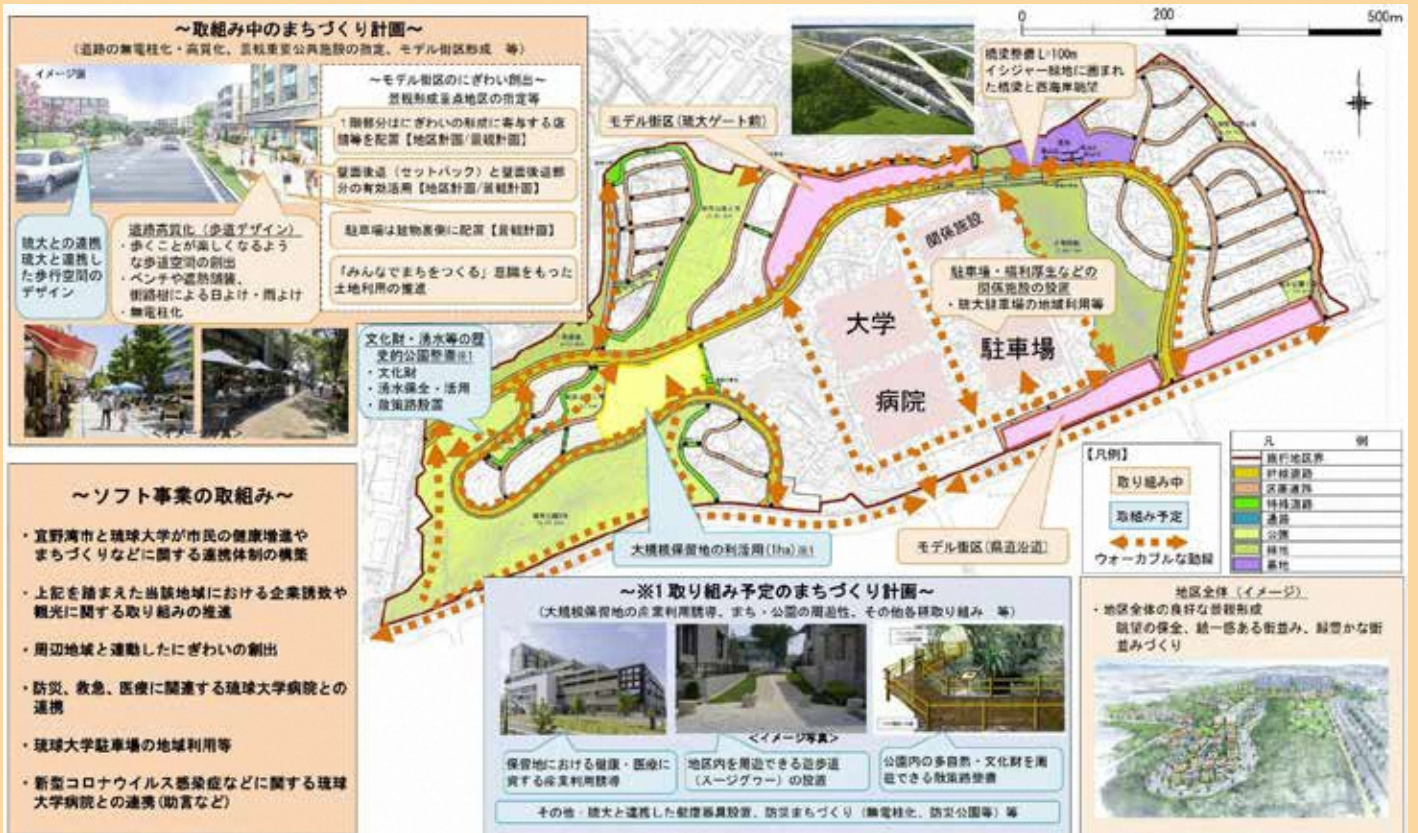 ～取組み中のまちづくり計画～
(道路の無電柱化・高質化、景観重要公共施設の指定、モデル街区形成 等)
イメージ図
～モデル街区のにぎわい創出～
景観形成重点地区の指定等
1階部分はにぎわいの形成に寄与する店
舗等を配置【地区計画/景観計画】
壁面後退(セットバック)と壁面後退部
分の有効活用【地区計画/景観計画】
駐車場は建物裏側に配置【景観計画】
「みんなでまちをつくる」意識をもった
土地利用の推進
琉大との連携
琉大と連携し
た歩行空間の
デザイン
道路高質化(歩道デザイン)
・歩くことが楽しくなるよう
な歩道空間の創出
・ベンチや遮熱舗装、
街路樹による日よけ・雨よけ
・無電柱化
<イメージ写真>
～ソフト事業の取組み～
・宜野湾市と琉球大学が市民の健康増進や
まちづくりなどに関する連携体制の構築
・上記を踏まえた当該地域における企業誘致や
観光に関する取り組みの推進
・周辺地域と連動したにぎわいの創出
・防災、救急、医療に関連する琉球大学病院との
連携
・琉球大学駐車場の地域利用等
・新型コロナウイルス感染症などに関する琉球
大学病院との連携(助言など)
0 200 500m
橋梁整備L=100m
イシジャー緑地に囲まれ
た橋梁と西海岸眺望
モデル街区(琉大ゲート前)
関係施設
駐車場・福利厚生などの
関係施設の設置
・琉大駐車場の地域利用等
大学
駐車場
病院
文化財・湧水等の歴
史的公園整備※1
・文化財
・湧水保全・活用
・散策路設置
大規模保留地の利活用(1ha)※1
モデル街区(県道沿道)
【凡例】
取り組み中
取組み予定
ウォーカブルな動線
凡 例
施行地区界
幹線道路
区画道路
特殊道路
通路
公園
緑地
墓地
～※1 取り組み予定のまちづくり計画～
(大規模保留地の産業利用誘導、まち・公園の周遊性、その他各種取り組み 等)
<イメージ写真>
保留地における健康・医療に
資する産業利用誘導
地区内を周遊できる遊歩道
(スージグヮー)の設置
公園内の多自然・文化財を周
遊できる散策路整備
その他・琉大と連携した健康器具設置、防災まちづくり(無電柱化、防災公園等)等
地区全体(イメージ)
・地区全体の良好な景観形成
眺望の保全、統一感ある街並み、緑豊かな街
並みづくり